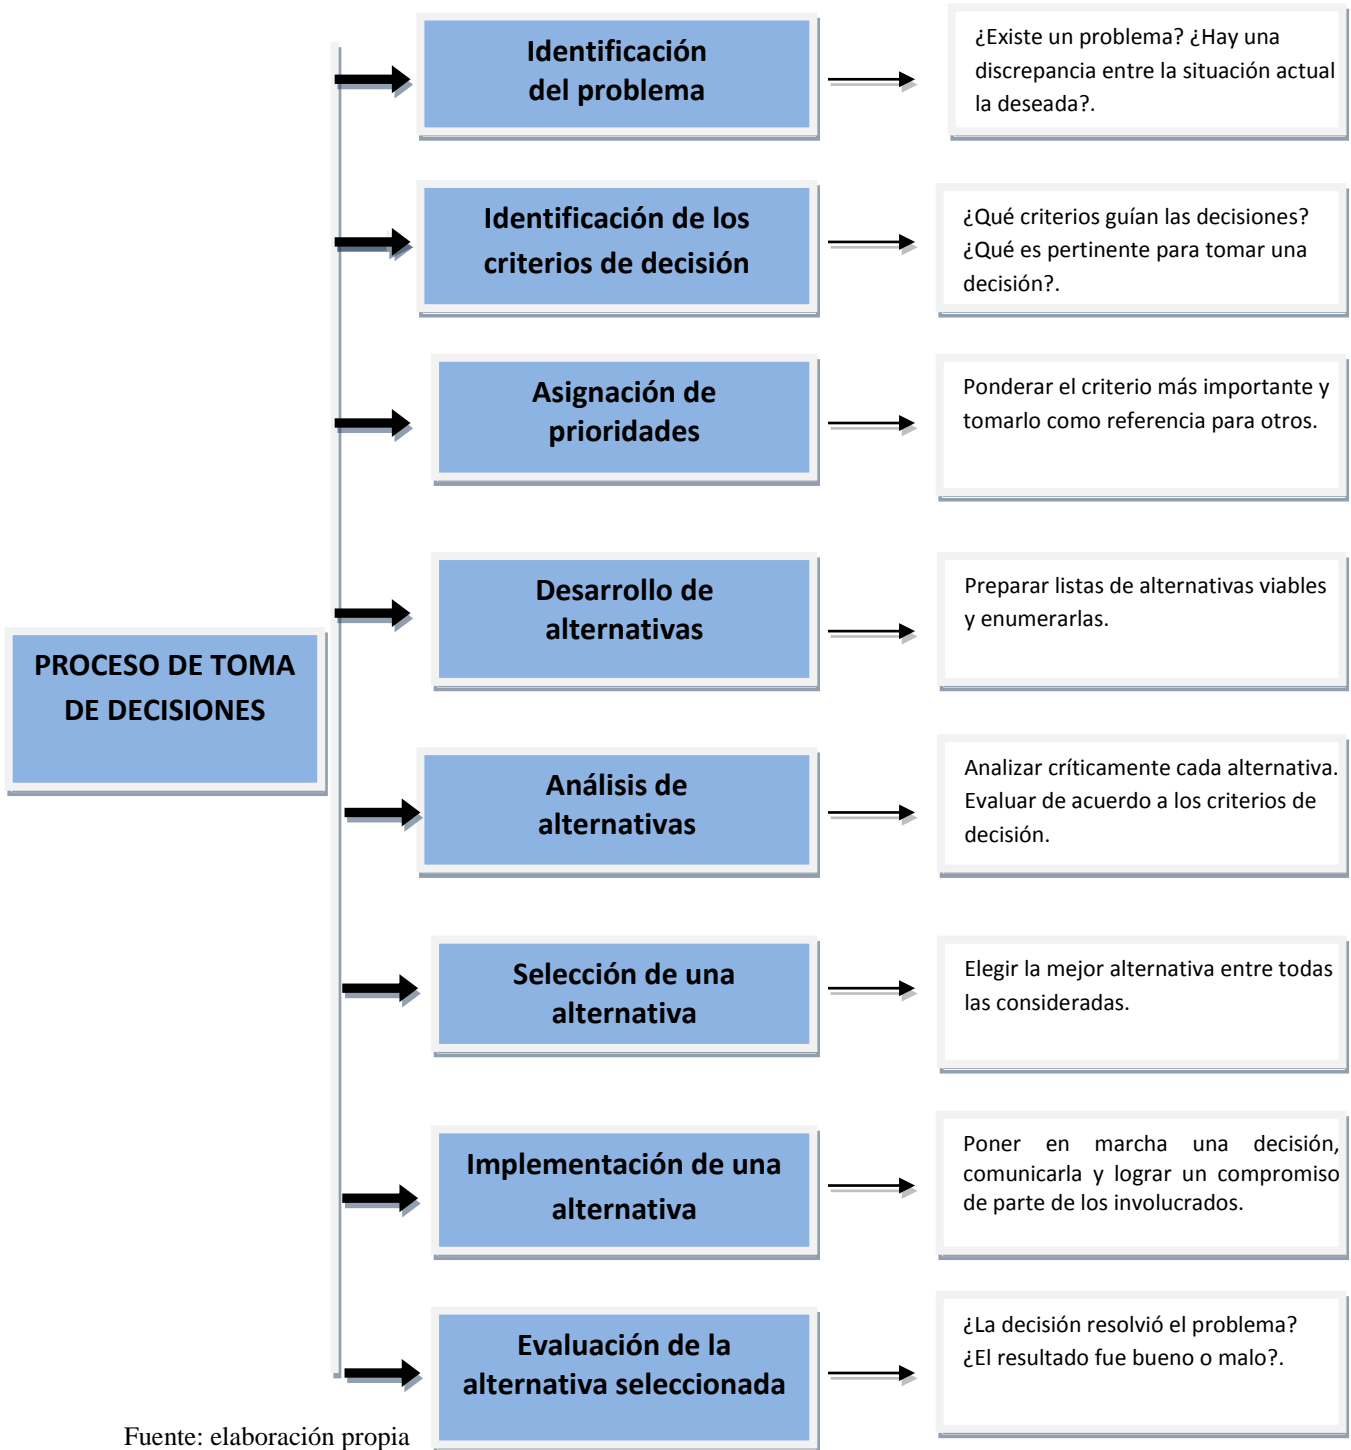 Identificación
del problema
¿Existe un problema? ¿Hay una
discrepancia entre la situación actual
la deseada?.
Identificación de los
criterios de decisión
¿Qué criterios guían las decisiones?
¿Qué es pertinente para tomar una
decisión?.
Asignación de
prioridades
Ponderar el criterio más importante y
tomarlo como referencia para otros.
Desarrollo de
alternativas
Preparar listas de alternativas viables
y enumerarlas.
PROCESO DE TOMA
DE DECISIONES
Análisis de
alternativas
Analizar críticamente cada alternativa.
Evaluar de acuerdo a los criterios de
decisión.
Selección de una
alternativa
Elegir la mejor alternativa entre todas
las consideradas.
Implementación de una
alternativa
Poner en marcha una decisión,
comunicarla y lograr un compromiso
de parte de los involucrados.
Evaluación de la
alternativa seleccionada
¿La decisión resolvió el problema?
¿El resultado fue bueno o malo?.
Fuente: elaboración propia